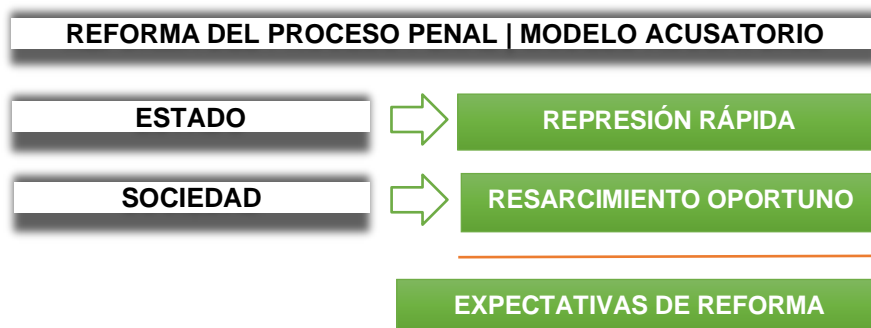 REFORMA DEL PROCESO PENAL | MODELO ACUSATORIO
ESTADO
REPRESIÓN RÁPIDA
SOCIEDAD
RESARCIMIENTO OPORTUNO
EXPECTATIVAS DE REFORMA